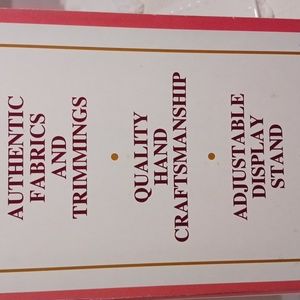 AUTHENTIC
FABRICS
AND
TRIMMINGS
QUALITY
HAND
CRAFTSMANSHIP
ADJUSTABLE
DISPLAY
STAND